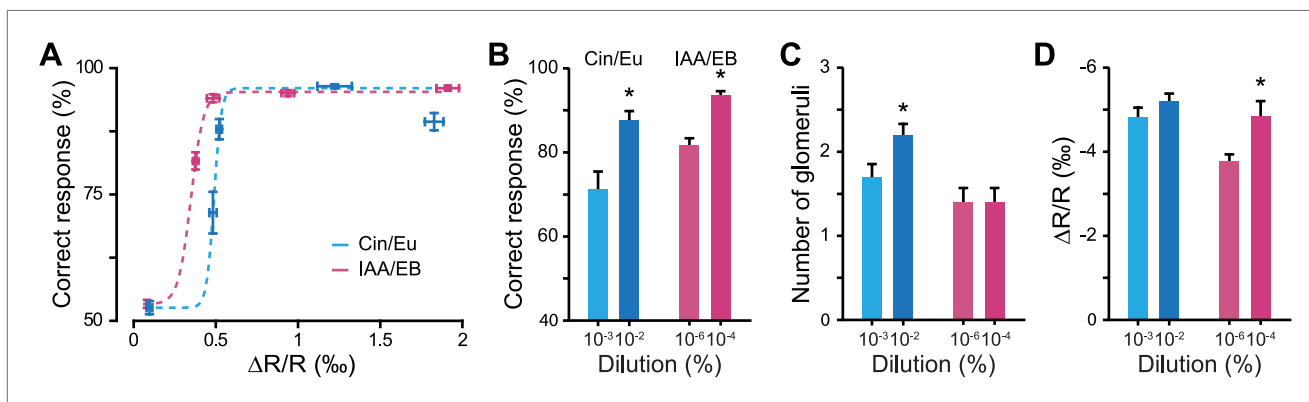 A
Correct response (%)
100
75
50
0
0.5
1
1.5
2
ΔR/R (‰)
Cin/Eu
IAA/EB
B
Cin/Eu
IAA/EB
Correct response (%)
100
80
60
40
*
*
10⁻³ 10⁻²
10⁻⁶ 10⁻⁴
Dilution (%)
C
Number of glomeruli
3
2
1
0
*
10⁻³ 10⁻²
10⁻⁶ 10⁻⁴
Dilution (%)
D
ΔR/R (‰)
-6
-4
-2
-0
*
10⁻³ 10⁻²
10⁻⁶ 10⁻⁴
Dilution (%)